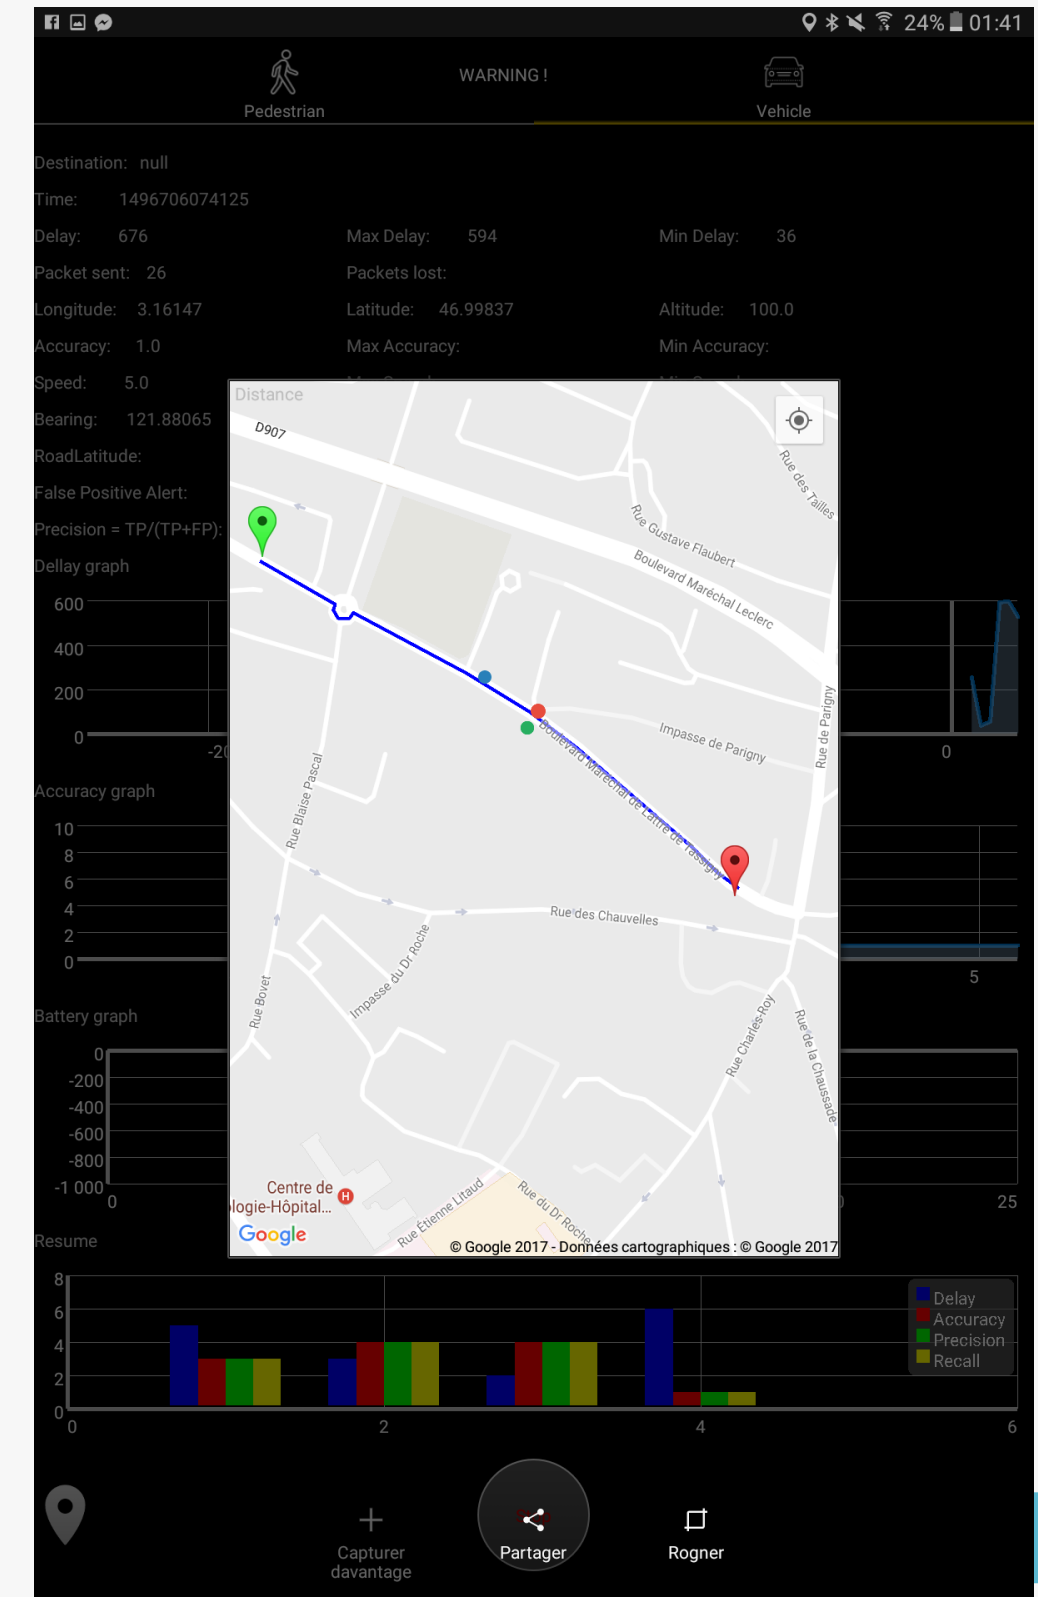 24% 01:41
WARNING !
Pedestrian Vehicle
Destination: null
Time: 1496706074125
Delay: 676 Max Delay: 594 Min Delay: 36
Packet sent: 26 Packets lost:
Longitude: 3.16147 Latitude: 46.99837 Altitude: 100.0
Accuracy: 1.0 Max Accuracy: Min Accuracy:
Speed: 5.0
Bearing: 121.88065
RoadLatitude:
False Positive Alert:
Precision = TP/(TP+FP):
Distance
D907
Rue des Tailles
Rue Gustave Flaubert
Boulevard Maréchal Leclerc
Rue de Parigny
Impasse de Parigny
Boulevard Maréchal de Lattre de Tassigny
Rue Blaise Pascal
Rue des Chauvelles
Impasse du Dr Roche
Rue Bovet
Rue Charles-Roy
Rue de la Chaussade
Centre de
logie-Hôpital...
H
Rue Étienne Litaud
Rue du Dr Roche
Google
© Google 2017 - Données cartographiques : © Google 2017
Dellay graph
600
400
200
0
-20 0
Accuracy graph
10
8
6
4
2
0
5
Battery graph
0
-200
-400
-600
-800
-1 000
0 25
Resume
8
6
4
2
0
0 2 4 6
Delay
Accuracy
Precision
Recall
Capturer
davantage
Partager
Rogner